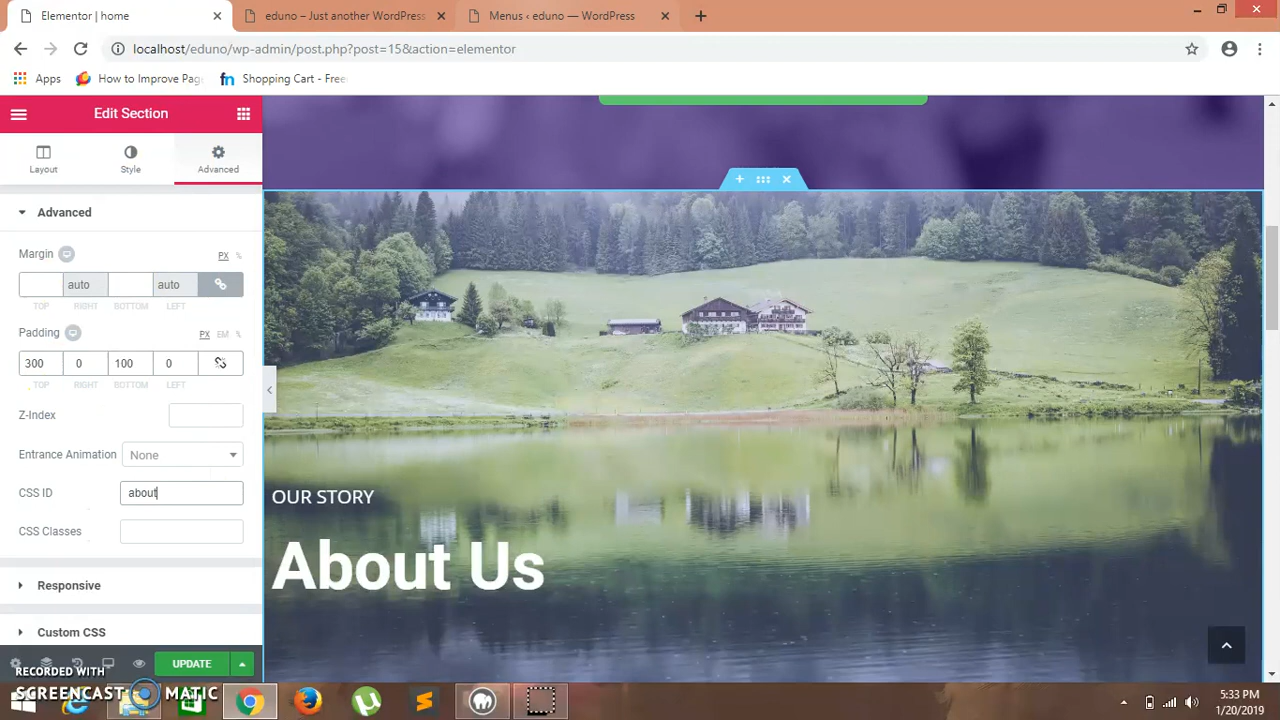 Elementor | home
eduno – Just another WordPress
Menus ‹ eduno — WordPress
localhost/eduno/wp-admin/post.php?post=15&action=elementor
Apps
How to Improve Pag
Shopping Cart - Free
Edit Section
Layout
Style
Advanced
Advanced
Margin
PX %
auto auto
TOP RIGHT BOTTOM LEFT
Padding
PX EM %
300 0 100 0
TOP RIGHT BOTTOM LEFT
Z-Index
Entrance Animation None
CSS ID about
CSS Classes
Responsive
Custom CSS
UPDATE
OUR STORY
About Us
RECORDED WITH
SCREENCAST MATIC
5:33 PM
1/20/2019